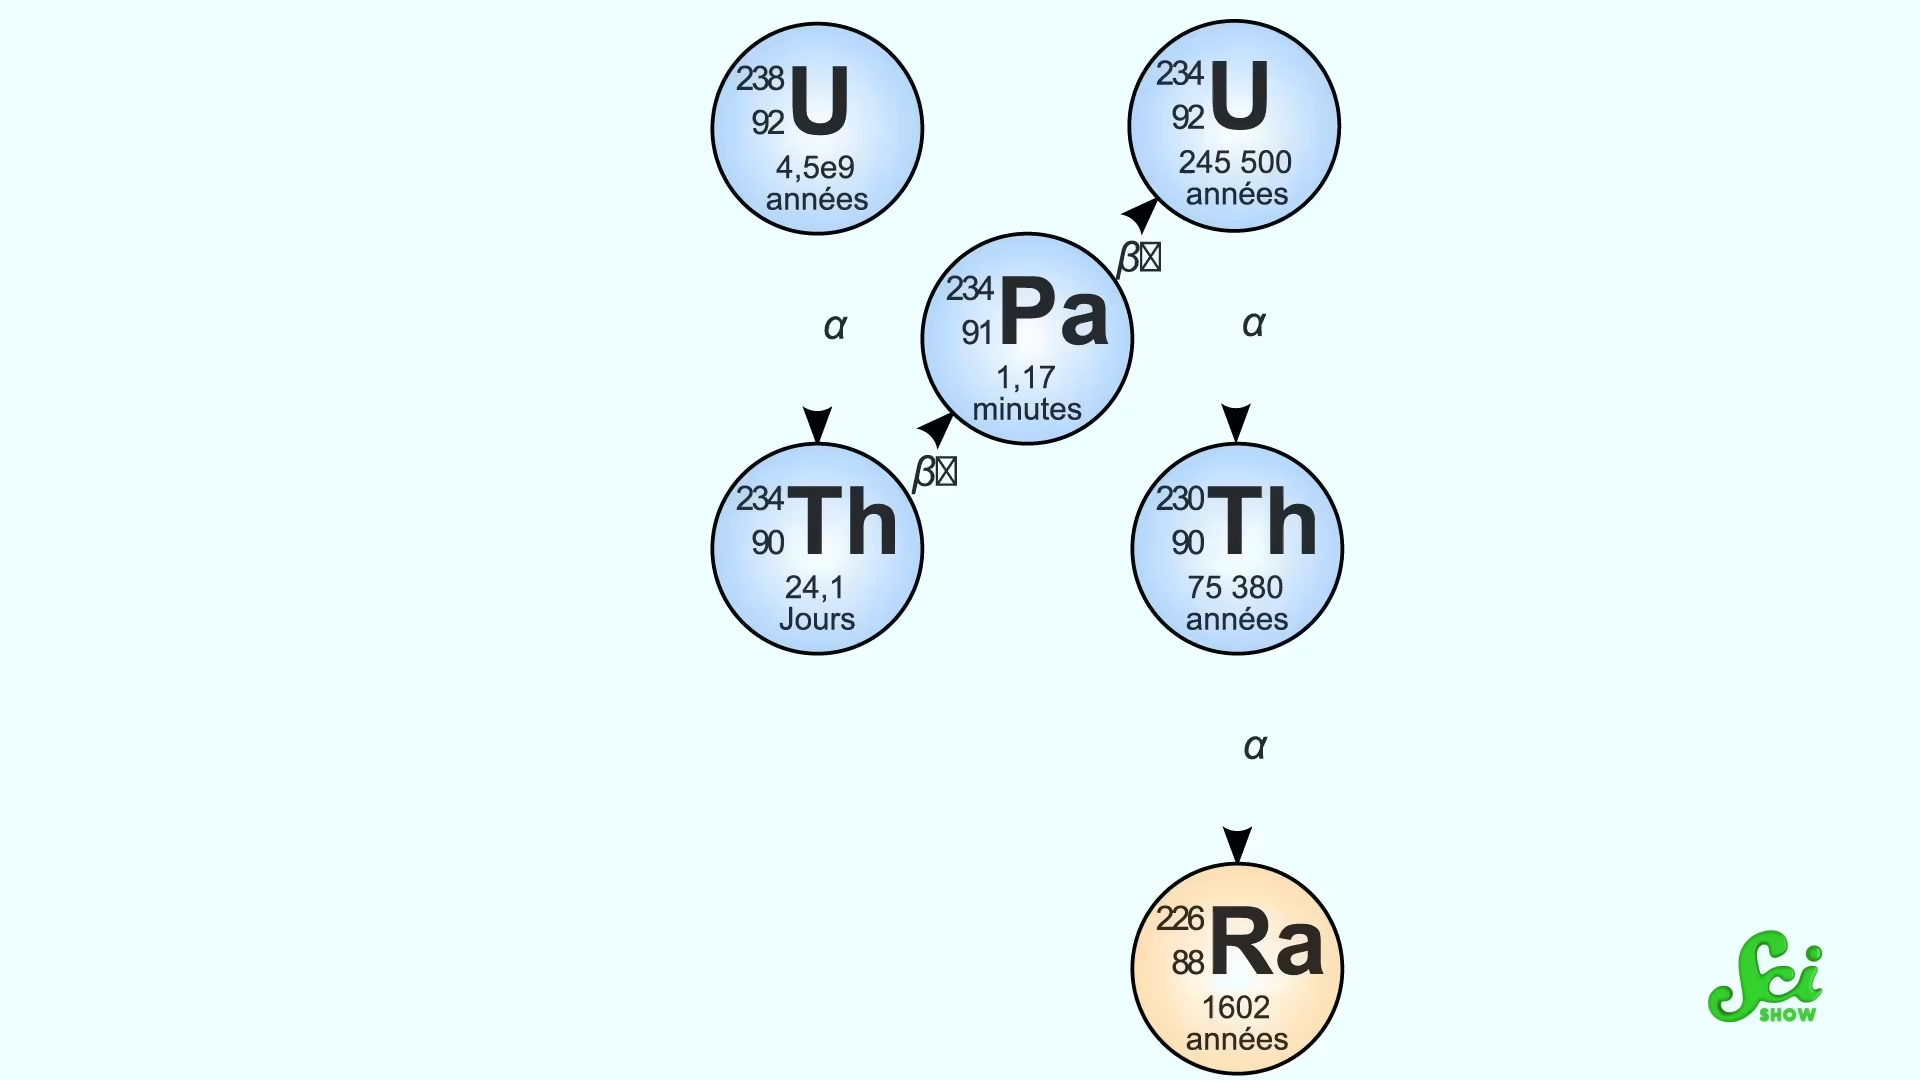 238
92 U
4,5e9
années
234
92 U
245 500
années
β
234
91 Pa
1,17
minutes
α
α
β
234
90 Th
24,1
Jours
230
90 Th
75 380
années
α
226
88 Ra
1602
années
Sci
SHOW